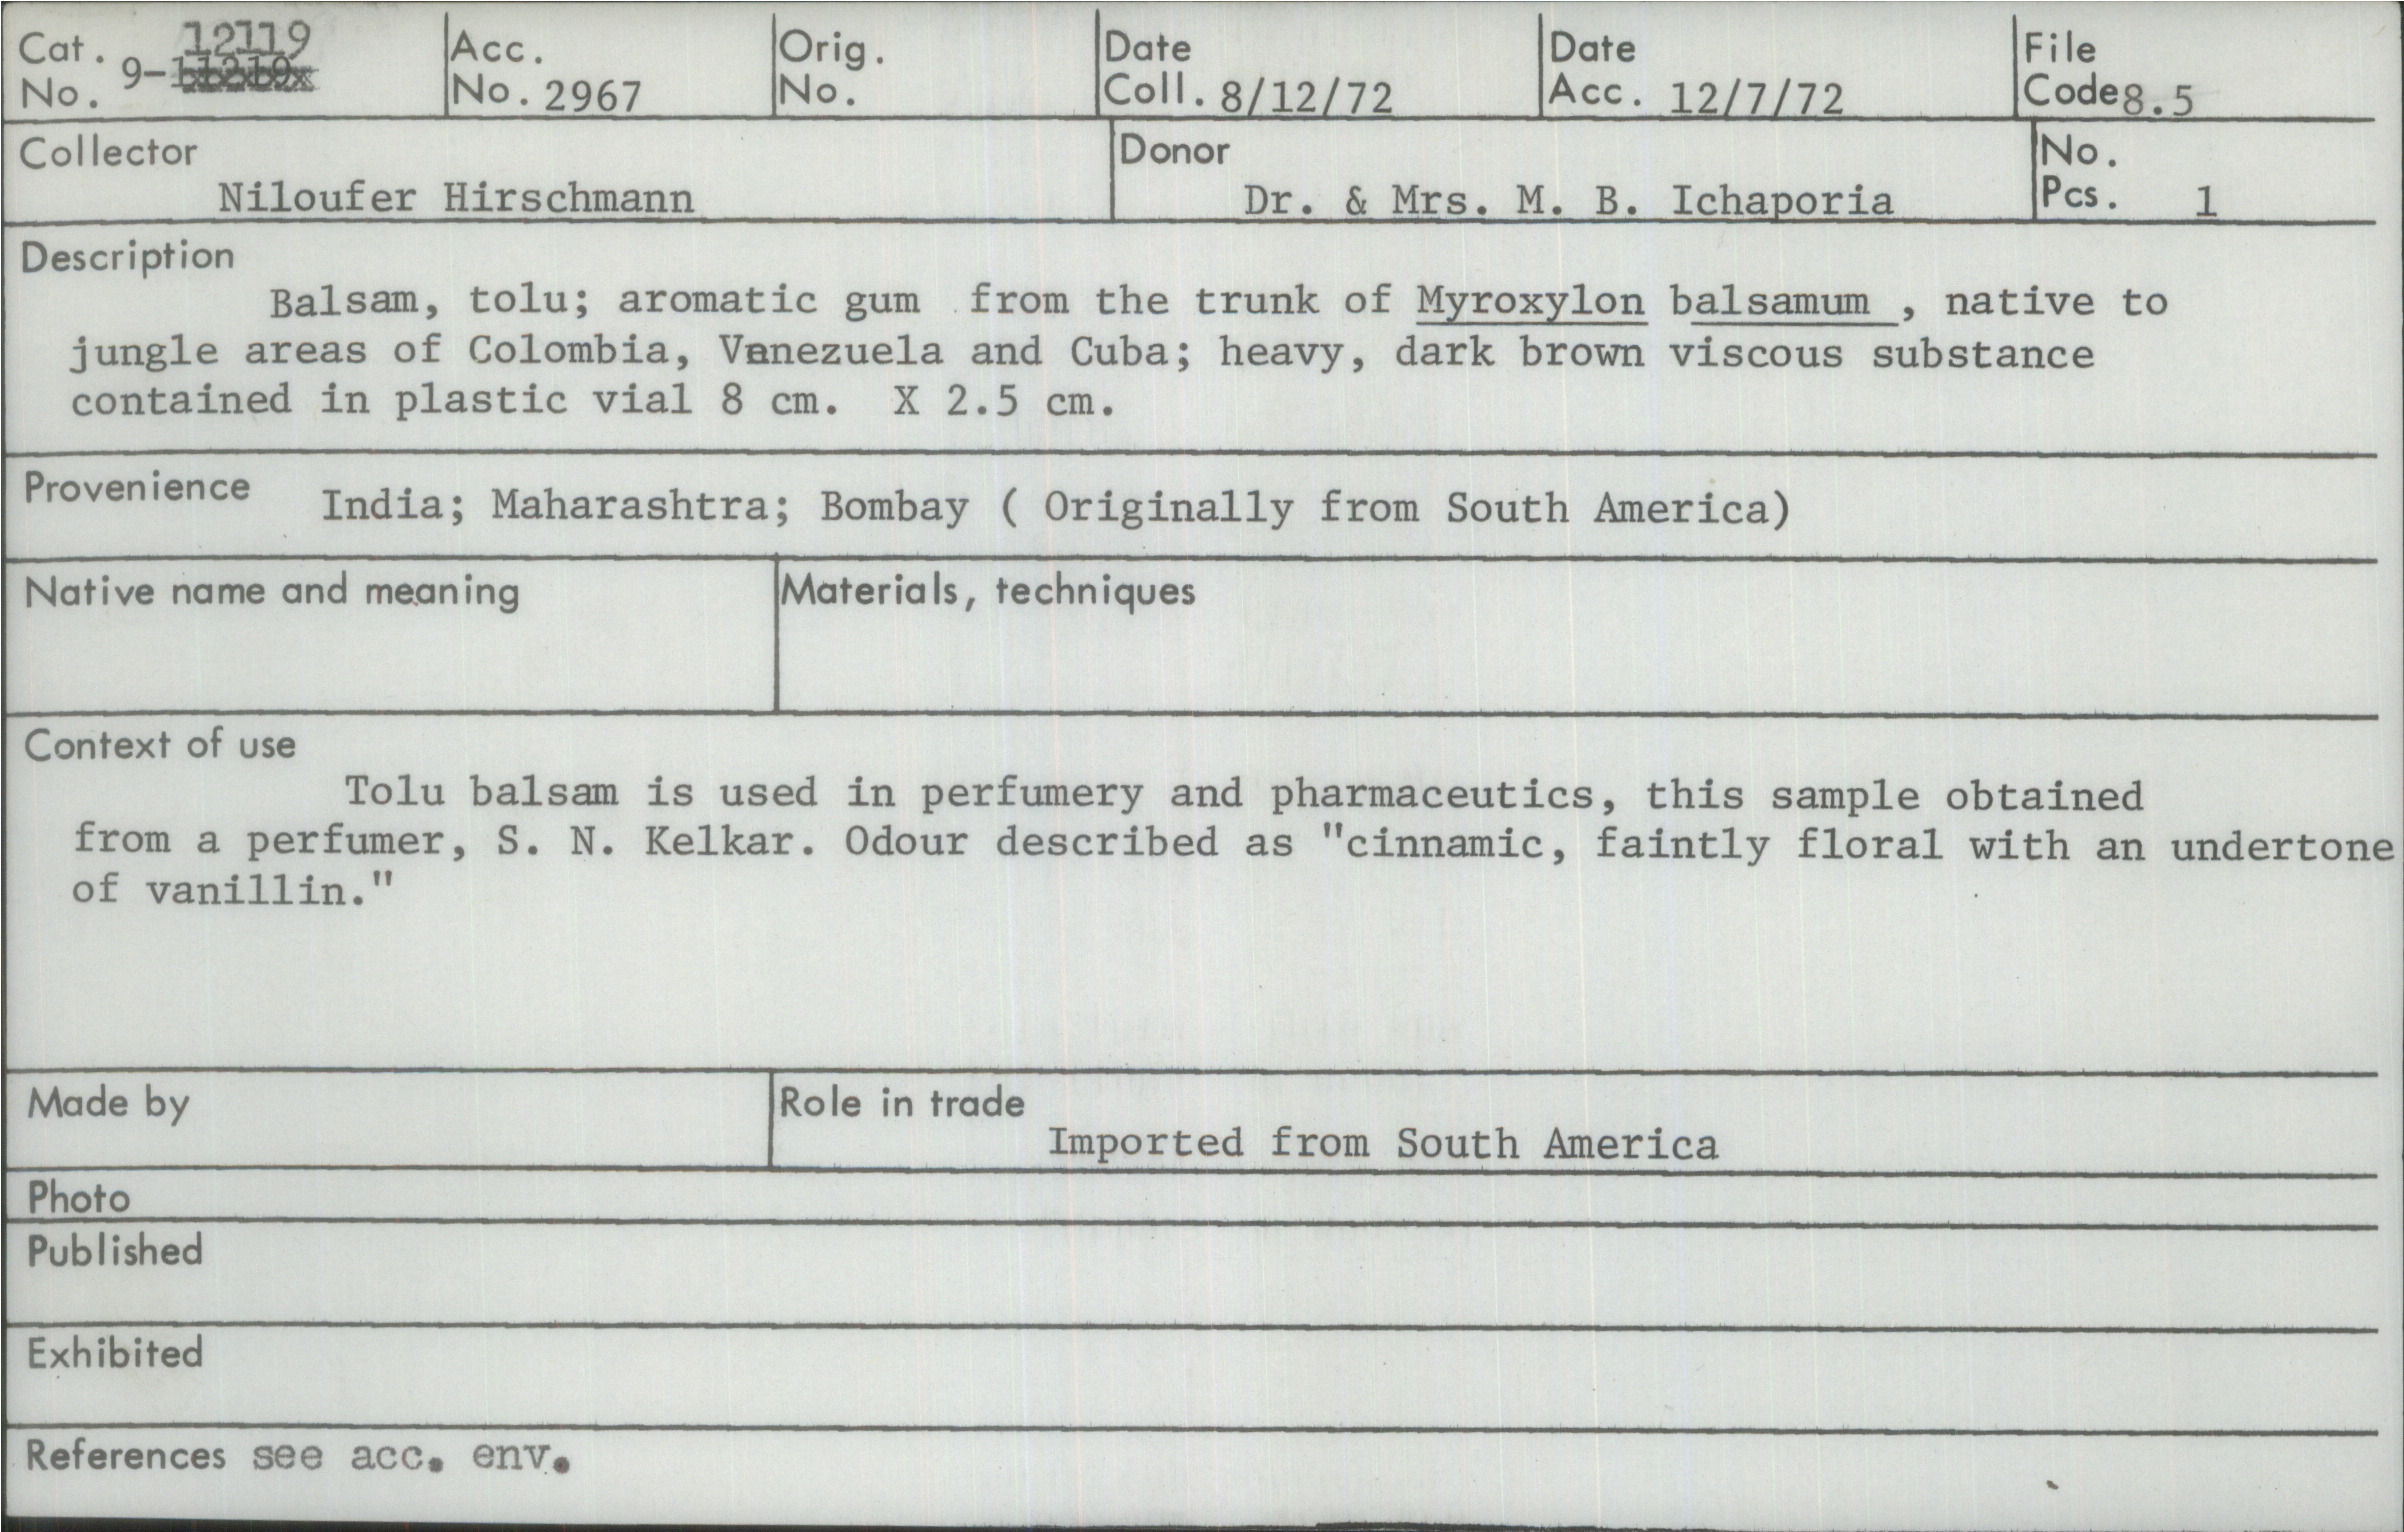 Cat. No. 9-12119
Acc. No. 2967
Orig. No.
Date Coll. 8/12/72
Date Acc. 12/7/72
File Code 8.5
Collector
Niloufer Hirschmann
Donor
Dr. & Mrs. M. B. Ichaporia
No. Pcs. 1
Description
Balsam, tolu; aromatic gum from the trunk of Myroxylon balsamum , native to
jungle areas of Colombia, Venezuela and Cuba; heavy, dark brown viscous substance
contained in plastic vial 8 cm. X 2.5 cm.
Provenience India; Maharashtra; Bombay ( Originally from South America)
Native name and meaning
Materials, techniques
Context of use
Tolu balsam is used in perfumery and pharmaceutics, this sample obtained
from a perfumer, S. N. Kelkar. Odour described as "cinnamic, faintly floral with an undertone
of vanillin."
Made by
Role in trade
Imported from South America
Photo
Published
Exhibited
References see acc. env.